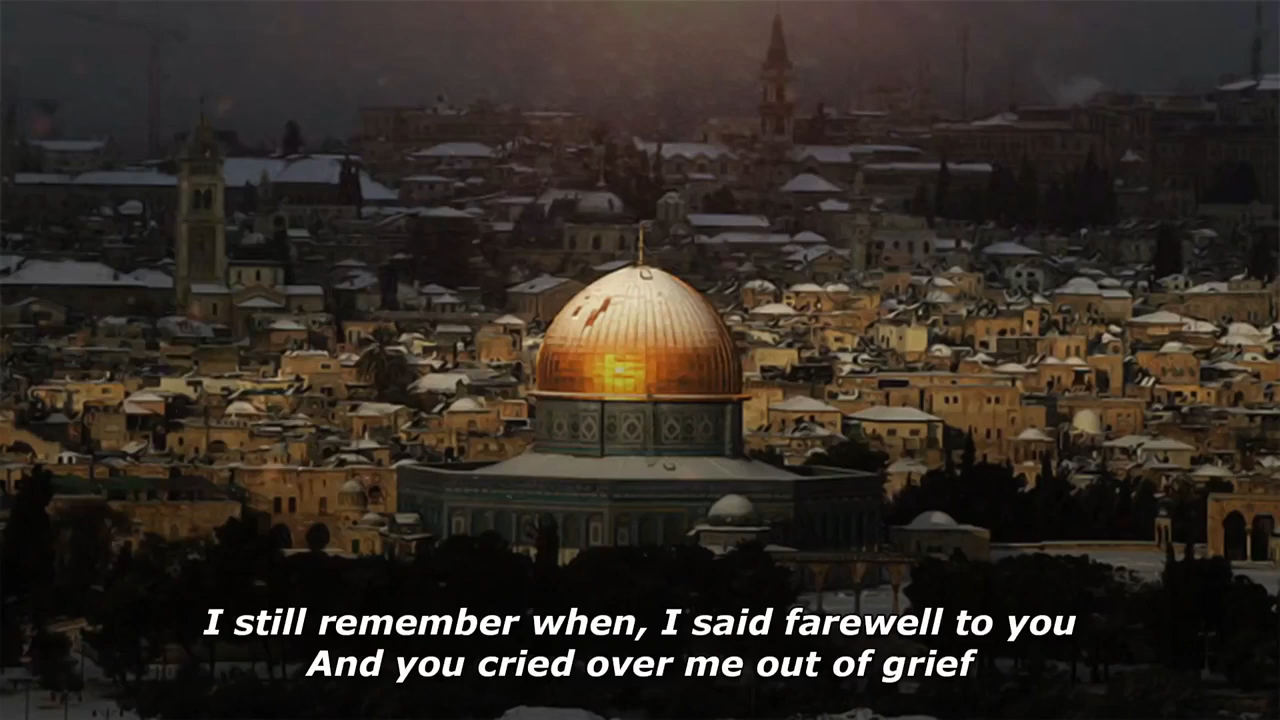 I still remember when, I said farewell to you
And you cried over me out of grief